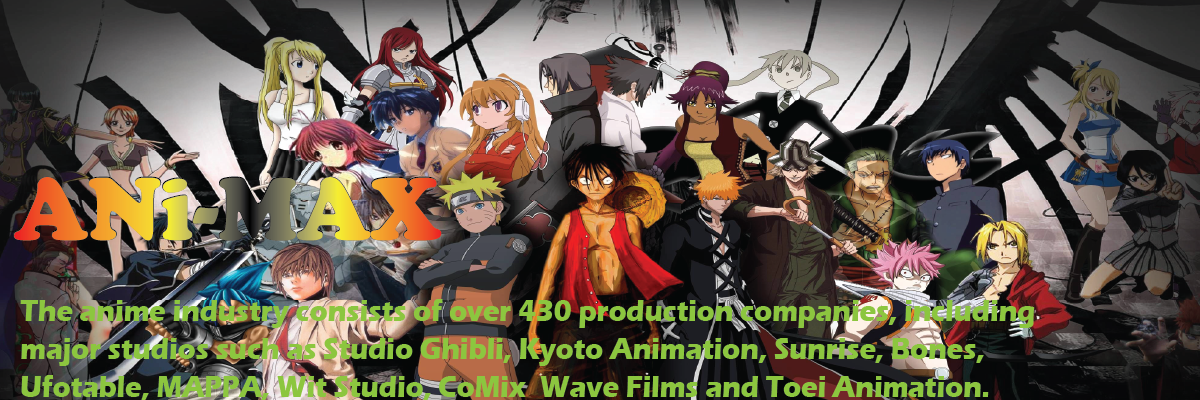 ANi-MAX
The anime industry consists of over 430 production companies, including
major studios such as Studio Ghibli, Kyoto Animation, Sunrise, Bones,
Ufotable, MAPPA, Wit Studio, CoMix Wave Films and Toei Animation.